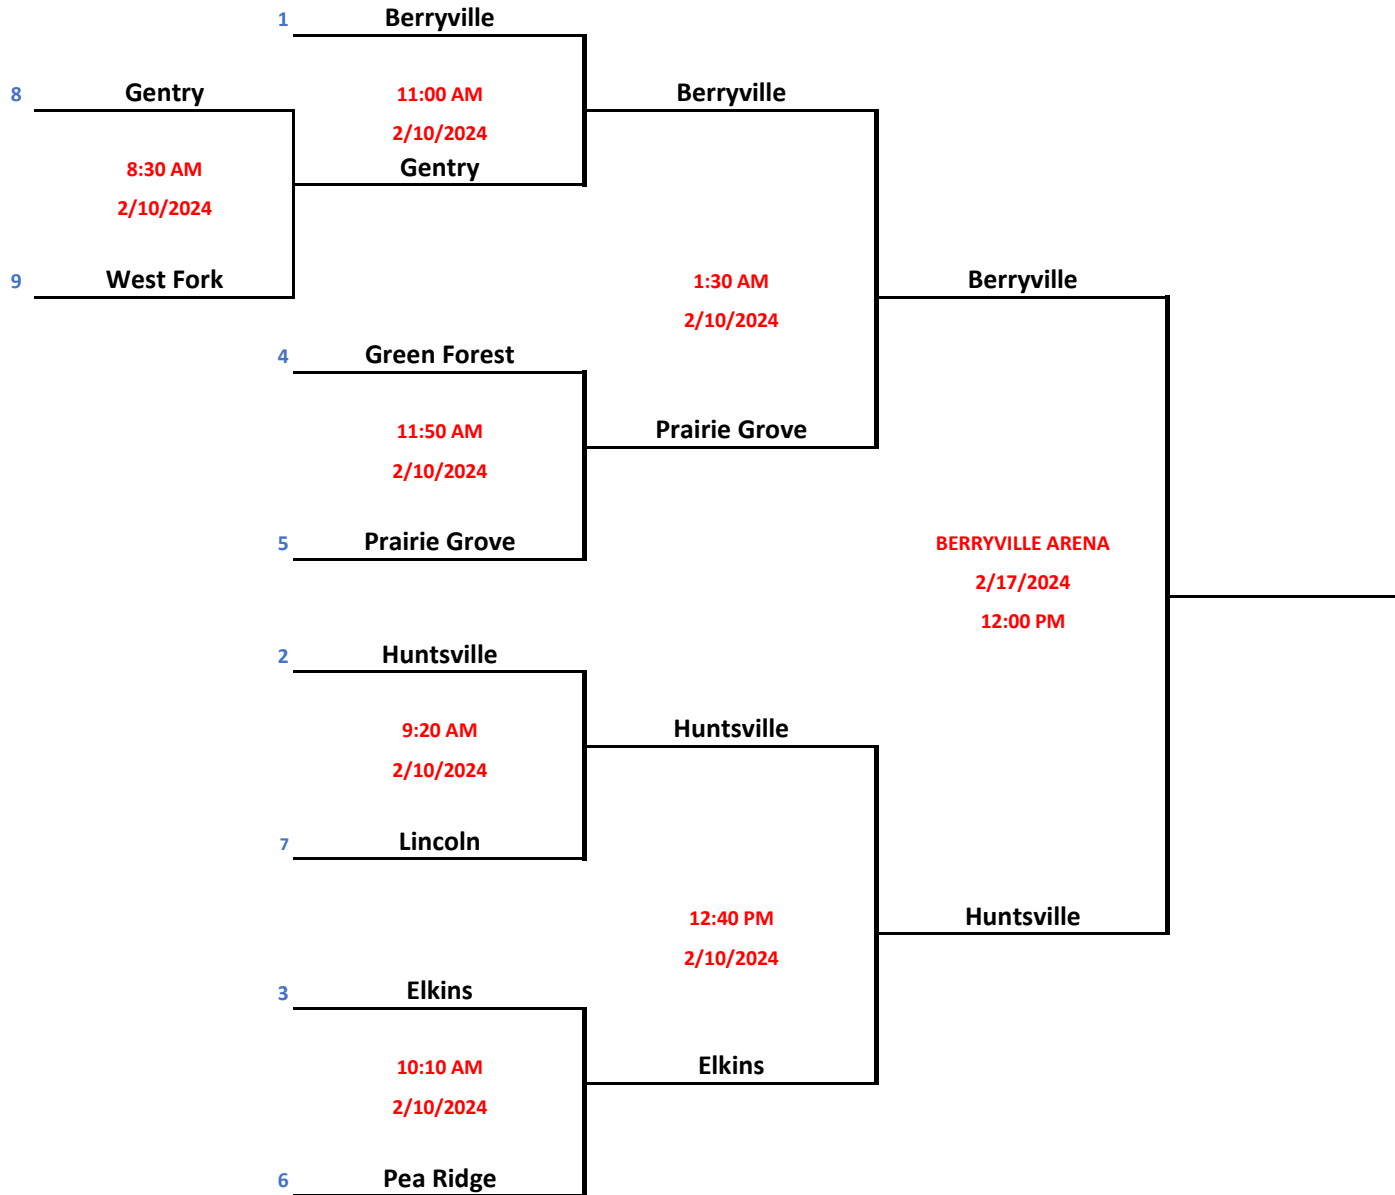 1 Berryville
8 Gentry 11:00 AM Berryville
2/10/2024
8:30 AM Gentry
2/10/2024
9 West Fork 1:30 AM Berryville
2/10/2024
4 Green Forest
11:50 AM Prairie Grove
2/10/2024
5 Prairie Grove BERRYVILLE ARENA
2/17/2024
12:00 PM
2 Huntsville
9:20 AM Huntsville
2/10/2024
7 Lincoln
12:40 PM Huntsville
2/10/2024
3 Elkins
10:10 AM Elkins
2/10/2024
6 Pea Ridge